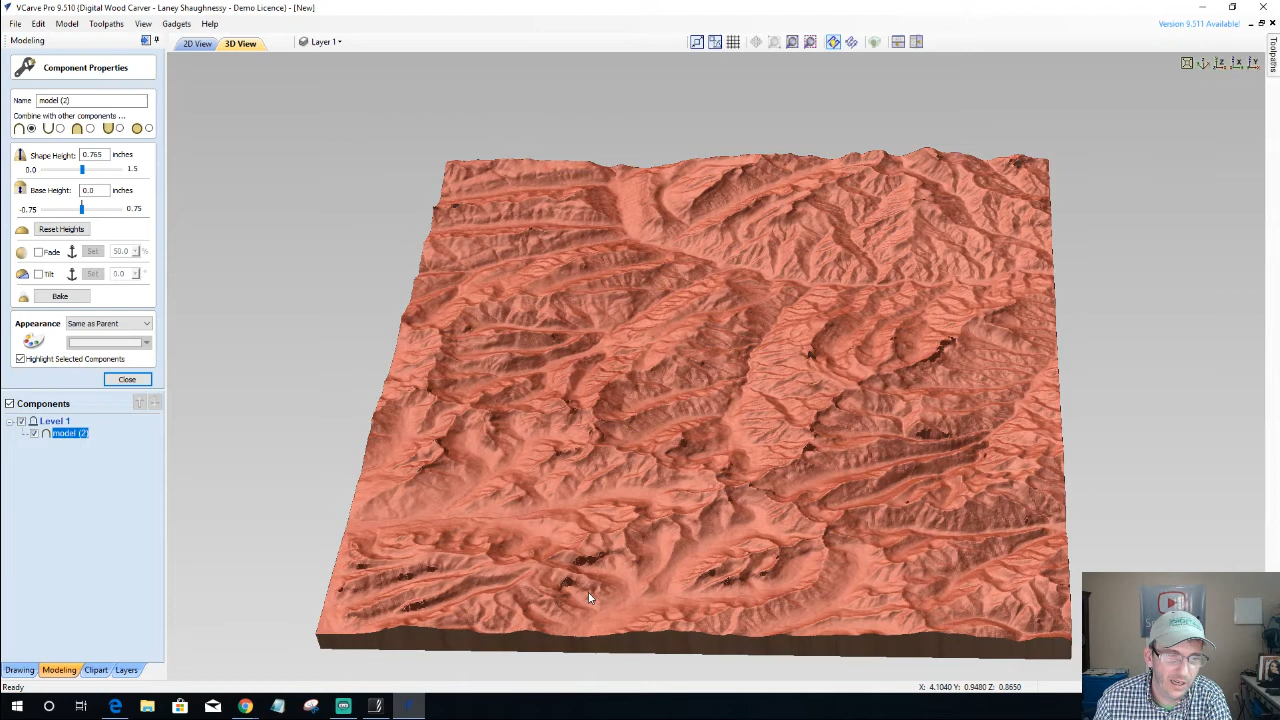 VCarve Pro 9.510 {Digital Wood Carver - Laney Shaughnessy - Demo Licence} - [New]
File Edit Model Toolpaths View Gadgets Help
Version 9.511 Available!
Modeling
2D View 3D View Layer 1
Toolpaths
Component Properties
Name model (2)
Combine with other components ...
Shape Height: 0.765 inches
0.0 1.5
Base Height: 0.0 inches
-0.75 0.75
Reset Heights
Fade Set 50.0 %
Tilt Set 0.0 °
Bake
Appearance Same as Parent
Highlight Selected Components
Close
Components
Level 1
model (2)
Drawing Modeling Clipart Layers
Ready
X: 4.1040 Y: 0.9480 Z: 0.8650